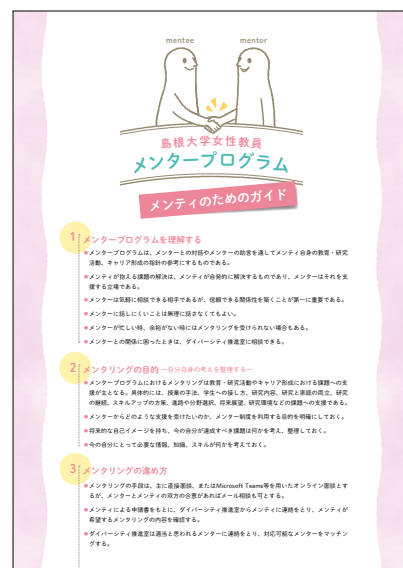 mentee
mentor
島根大学女性教員
メンタープログラム
メンティのためのガイド
1 メンタープログラムを理解する
●メンタープログラムは、メンターとの対話やメンターの助言を通してメンティ自身の教育・研究
活動、キャリア形成の指針の参考にするものである。
●メンティが抱える課題の解決は、メンティが自発的に解決するものであり、メンターはそれを支
援する立場である。
●メンターは気軽に相談できる相手であるが、信頼できる関係性を築くことが第一に重要である。
●メンターに話しにくいことは無理に話さなくてもよい。
●メンターが忙しい時、余裕がない時にはメンタリングを受けられない場合もある。
●メンターとの関係に困ったときは、ダイバーシティ推進室に相談できる。
2 メンタリングの目的 ―自分自身の考えを整理する―
●メンタープログラムにおけるメンタリングは教育・研究活動やキャリア形成における課題への支
援が主となる。具体的には、授業の手法、学生への接し方、研究内容、研究と家庭の両立、研究
の継続、スキルアップの方策、進路や分野選択、将来展望、研究環境などの課題への支援である。
●メンターからどのような支援を受けたいのか、メンター制度を利用する目的を明確にしておく。
●将来的な自己イメージを持ち、今の自分が達成すべき課題は何かを考え、整理しておく。
●今の自分にとって必要な情報、知識、スキルが何かを考えておく。
3 メンタリングの進め方
●メンタリングの手段は、主に直接面談、またはMicrosoft Teams等を用いたオンライン面談とす
るが、メンターとメンティの双方の合意があればメール相談も可とする。
●メンティによる申請書をもとに、ダイバーシティ推進室からメンティに連絡をとり、メンティが
希望するメンタリングの内容を確認する。
●ダイバーシティ推進室は適当と思われるメンターに連絡をとり、対応可能なメンターをマッチン
グする。